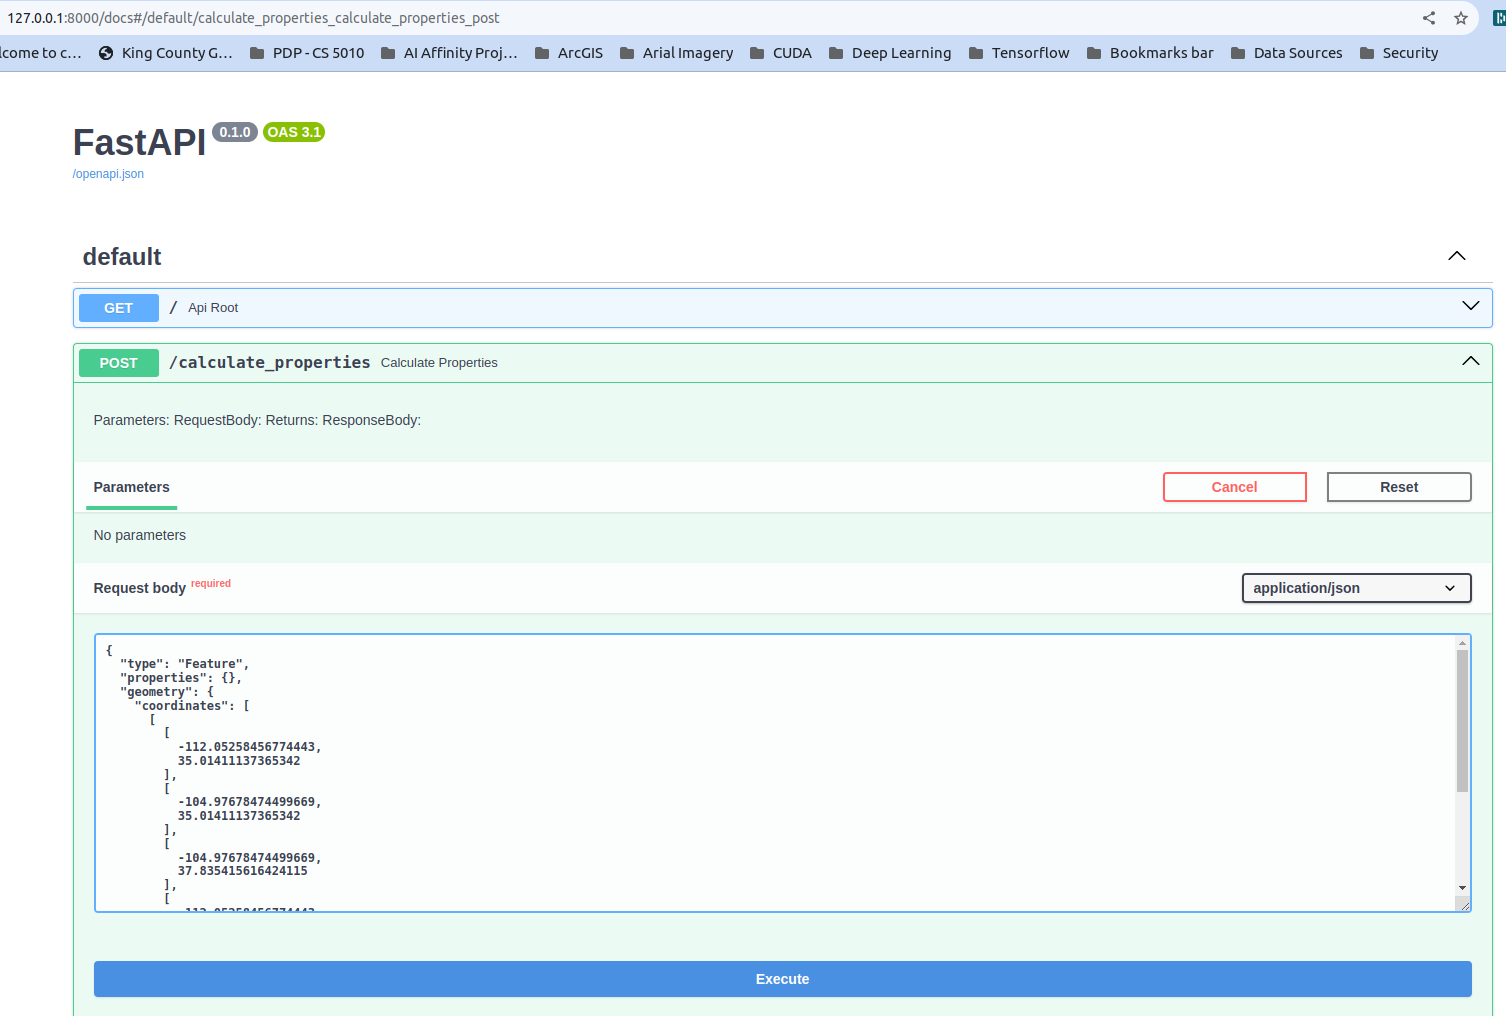 127.0.0.1:8000/docs#/default/calculate_properties_calculate_properties_post
lcome to c… King County G… PDP - CS 5010 AI Affinity Proj… ArcGIS Arial Imagery CUDA Deep Learning Tensorflow Bookmarks bar Data Sources Security
FastAPI 0.1.0 OAS 3.1
/openapi.json
default
GET / Api Root
POST /calculate_properties Calculate Properties
Parameters: RequestBody: Returns: ResponseBody:
Parameters Cancel Reset
No parameters
Request body required application/json
{
"type": "Feature",
"properties": {},
"geometry": {
"coordinates": [
[
[
-112.05258456774443,
35.01411137365342
],
[
-104.97678474499669,
35.01411137365342
],
[
-104.97678474499669,
37.835415616424115
],
[
Execute